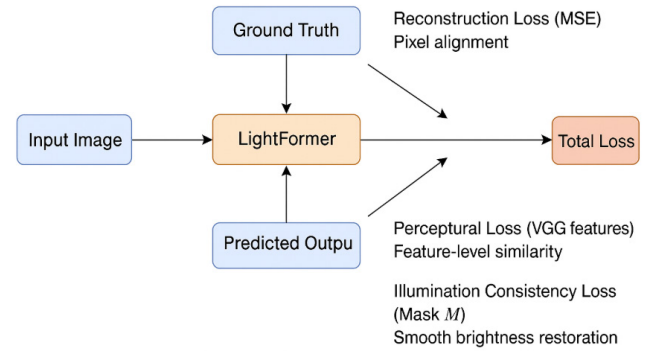 Ground Truth
Reconstruction Loss (MSE)
Pixel alignment
Input Image
LightFormer
Total Loss
Predicted Outpu
Perceptural Loss (VGG features)
Feature-level similarity
Illumination Consistency Loss
(Mask M)
Smooth brightness restoration